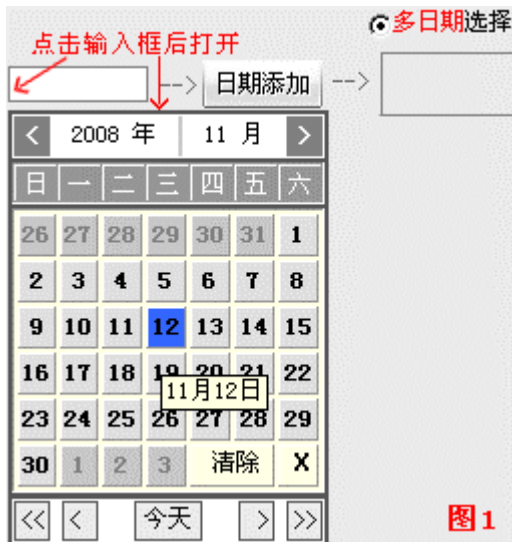 多日期选择
点击输入框后打开
--> 日期添加 -->
< 2008 年 11 月 >
日 一 二 三 四 五 六
26 27 28 29 30 31 1
2 3 4 5 6 7 8
9 10 11 12 13 14 15
16 17 18 19 20 21 22
11月12日
23 24 25 26 27 28 29
30 1 2 3 清除 X
<< < 今天 > >>
图1